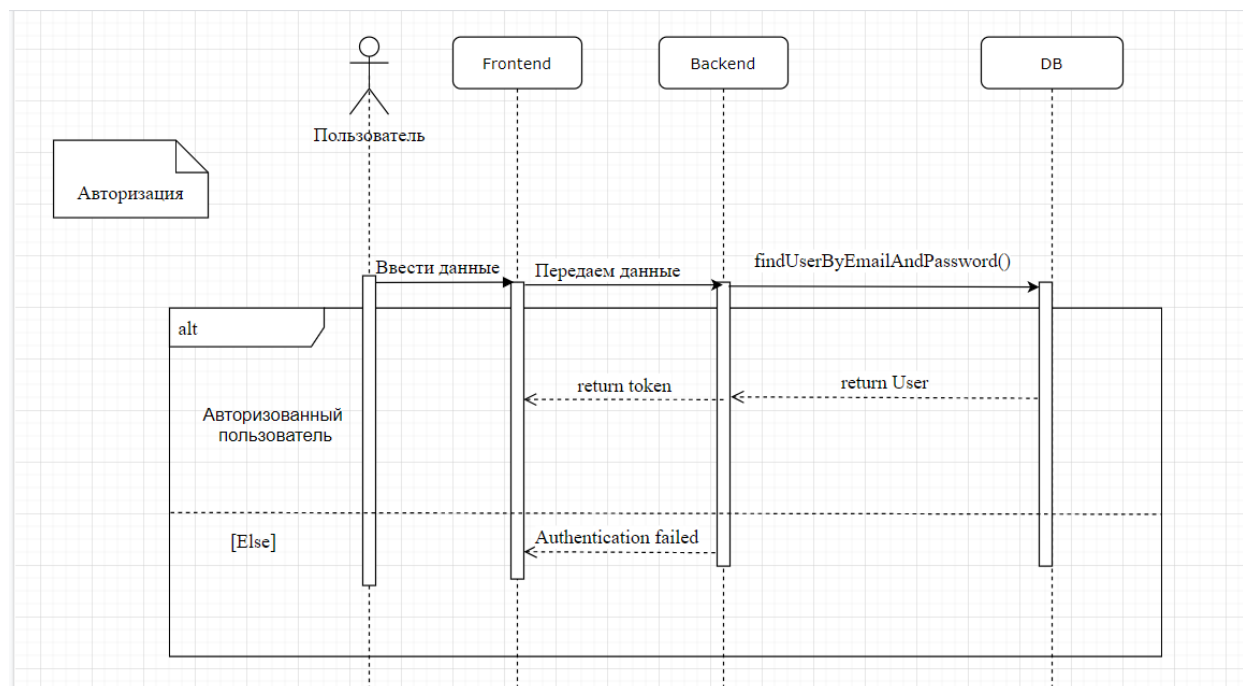 Frontend
Backend
DB
Пользователь
Авторизация
Ввести данные
Передаем данные
findUserByEmailAndPassword()
alt
return token
return User
Авторизованный
пользователь
[Else]
Authentication failed